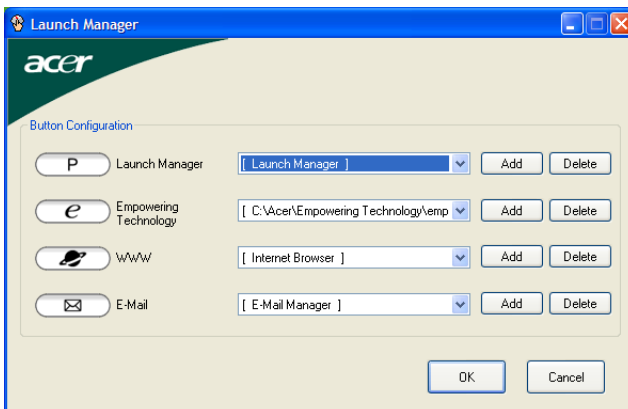 Launch Manager
acer
Button Configuration
P Launch Manager [ Launch Manager ] Add Delete
e Empowering Technology [ C:\Acer\Empowering Technology\emp Add Delete
WWW [ Internet Browser ] Add Delete
E-Mail [ E-Mail Manager ] Add Delete
OK Cancel